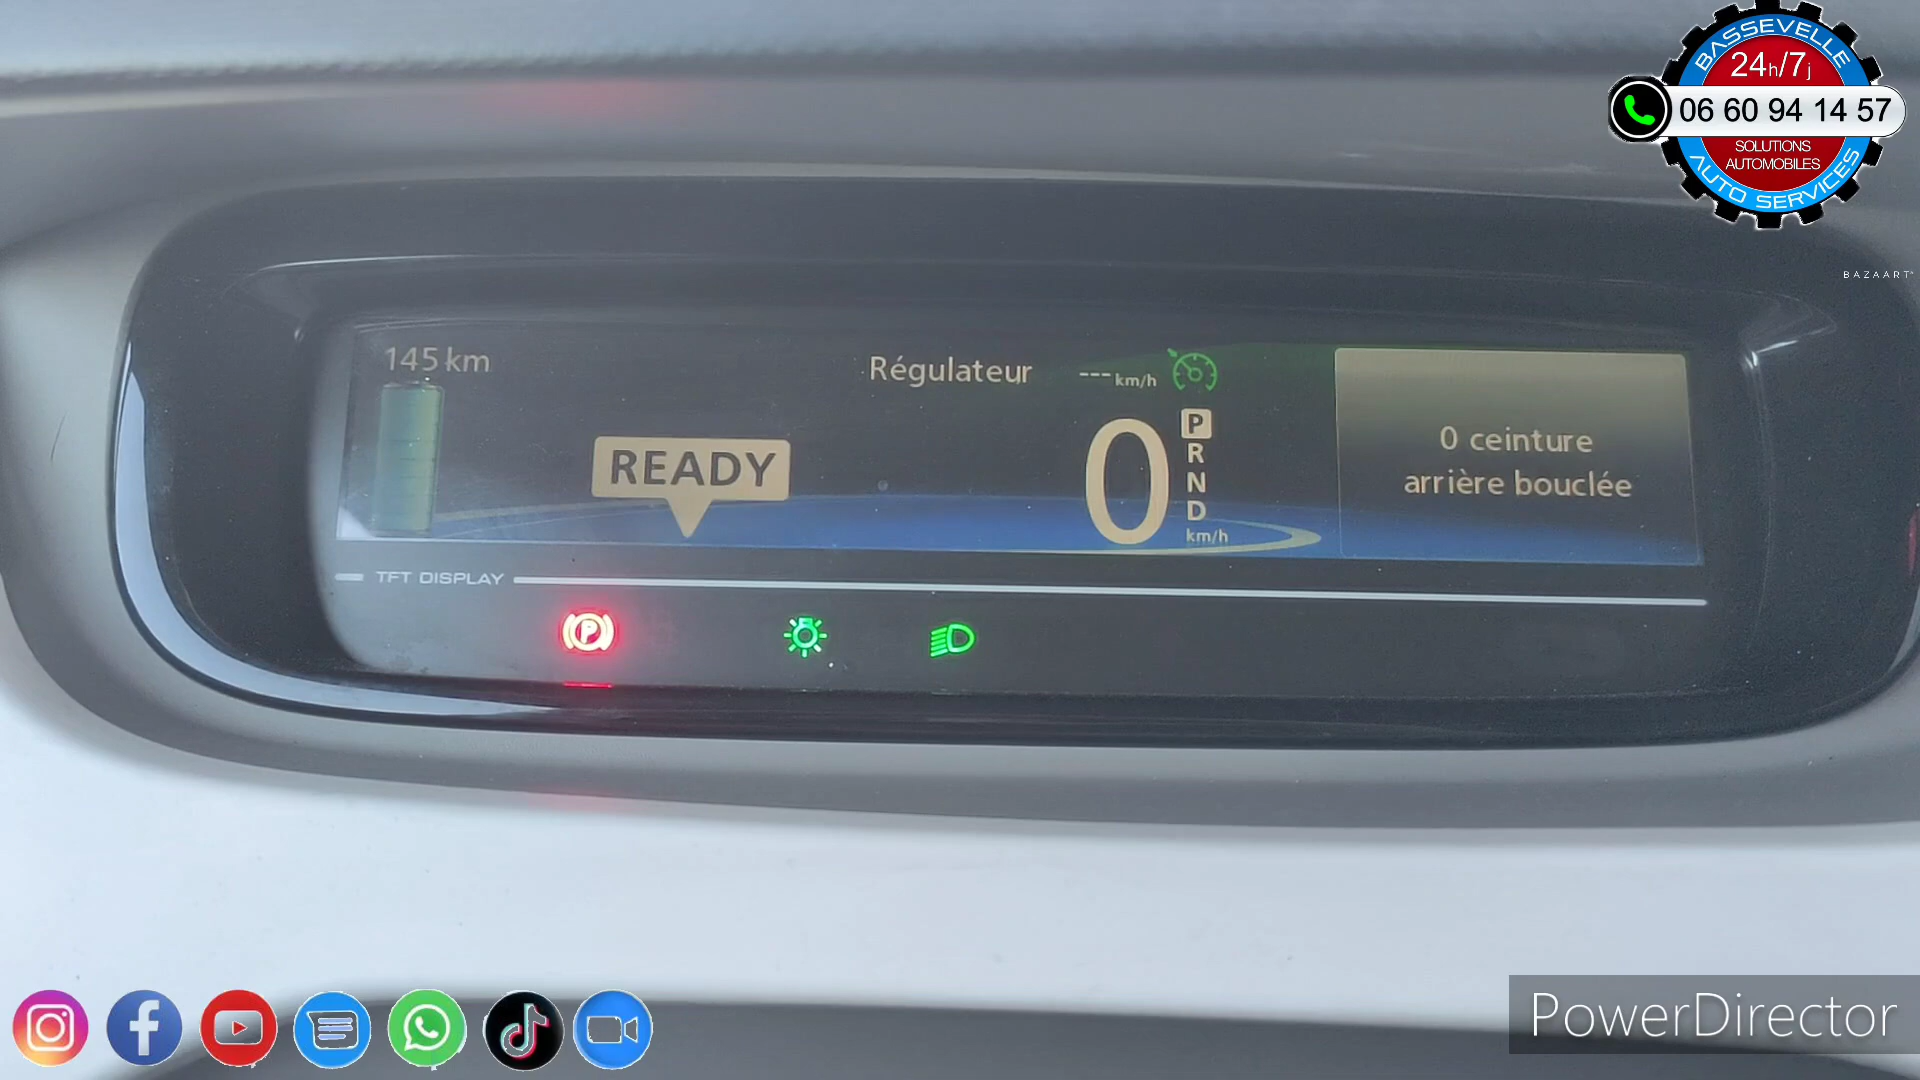 BASSEVELLE
24h/7j
06 60 94 14 57
SOLUTIONS
AUTOMOBILES
AUTO SERVICES
BAZAART
145 km
Régulateur ---km/h
READY
0
P
R
N
D
km/h
0 ceinture
arrière bouclée
TFT DISPLAY
P
PowerDirector